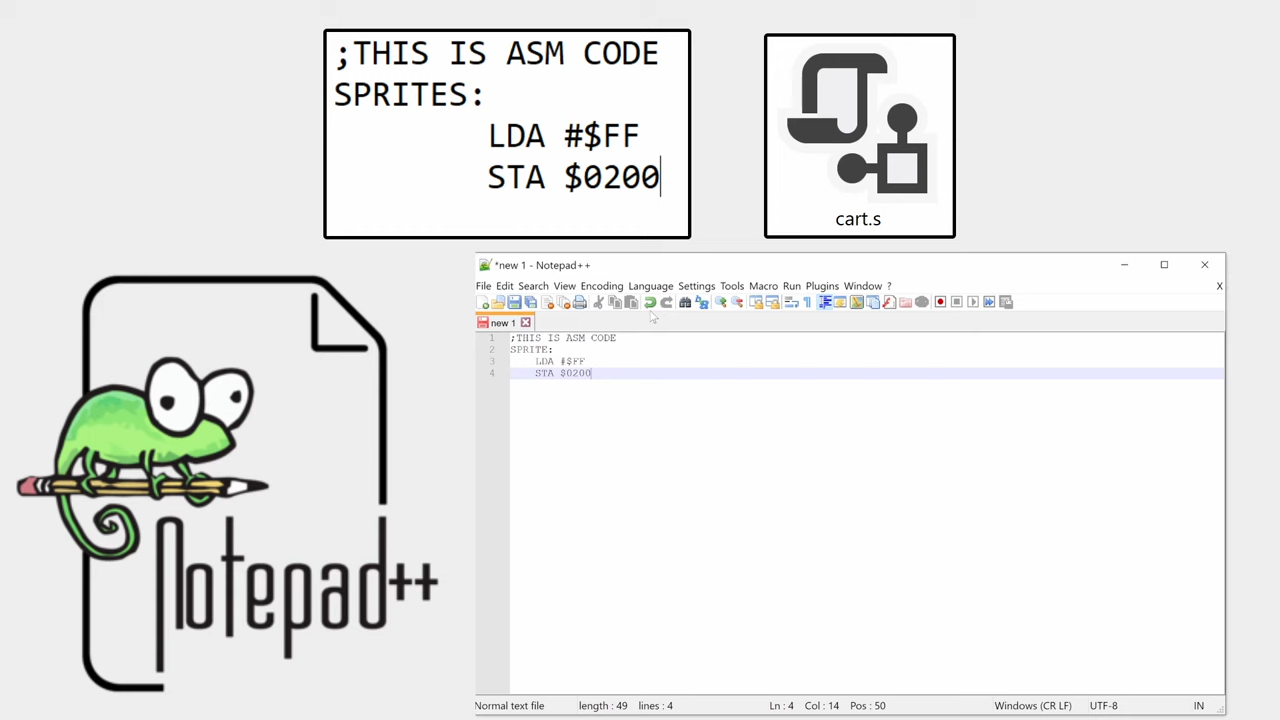 ;THIS IS ASM CODE
SPRITES:
LDA #$FF
STA $0200
cart.s
*new 1 - Notepad++
File Edit Search View Encoding Language Settings Tools Macro Run Plugins Window ? X
new 1
1 ;THIS IS ASM CODE
2 SPRITE:
3 LDA #$FF
4 STA $0200
Notepad++
Normal text file length : 49 lines : 4 Ln : 4 Col : 14 Pos : 50 Windows (CR LF) UTF-8 IN